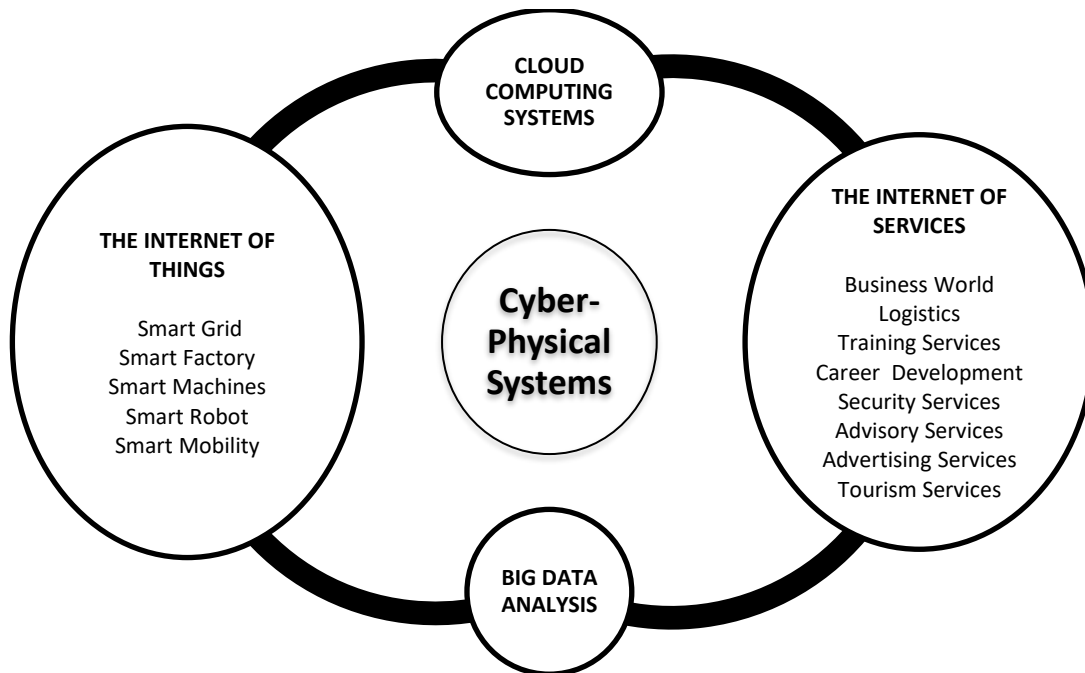 CLOUD
COMPUTING
SYSTEMS
THE INTERNET OF
THINGS
Smart Grid
Smart Factory
Smart Machines
Smart Robot
Smart Mobility
Cyber-
Physical
Systems
THE INTERNET OF
SERVICES
Business World
Logistics
Training Services
Career  Development
Security Services
Advisory Services
Advertising Services
Tourism Services
BIG DATA
ANALYSIS